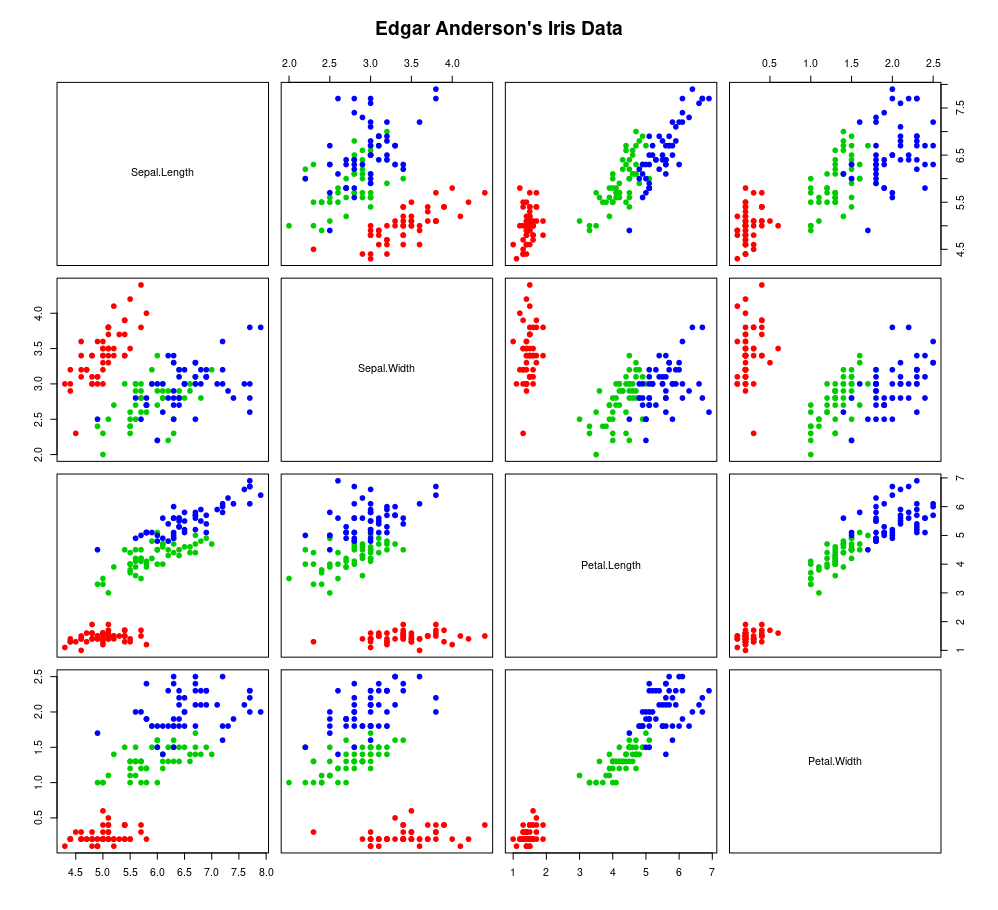 Edgar Anderson's Iris Data
2.0 2.5 3.0 3.5 4.0
0.5 1.0 1.5 2.0 2.5
Sepal.Length
4.5 5.5 6.5 7.5
2.0 2.5 3.0 3.5 4.0
Sepal.Width
Petal.Length
1 2 3 4 5 6 7
0.5 1.0 1.5 2.0 2.5
Petal.Width
4.5 5.0 5.5 6.0 6.5 7.0 7.5 8.0
1 2 3 4 5 6 7